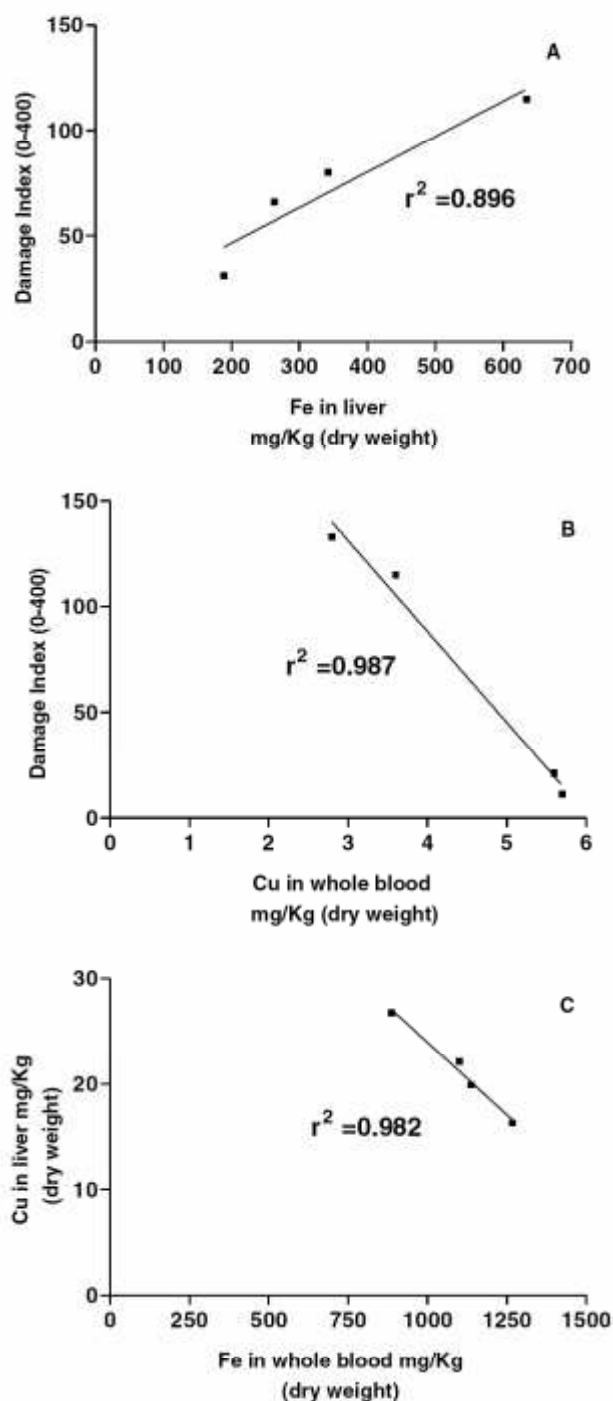 A
Damage Index (0-400)
150
100
50
0
r² =0.896
0 100 200 300 400 500 600 700
Fe in liver
mg/Kg (dry weight)
B
Damage Index (0-400)
150
100
50
0
r² =0.987
0 1 2 3 4 5 6
Cu in whole blood
mg/Kg (dry weight)
C
Cu in liver mg/Kg
(dry weight)
30
20
10
0
r² =0.982
0 250 500 750 1000 1250 1500
Fe in whole blood mg/Kg
(dry weight)